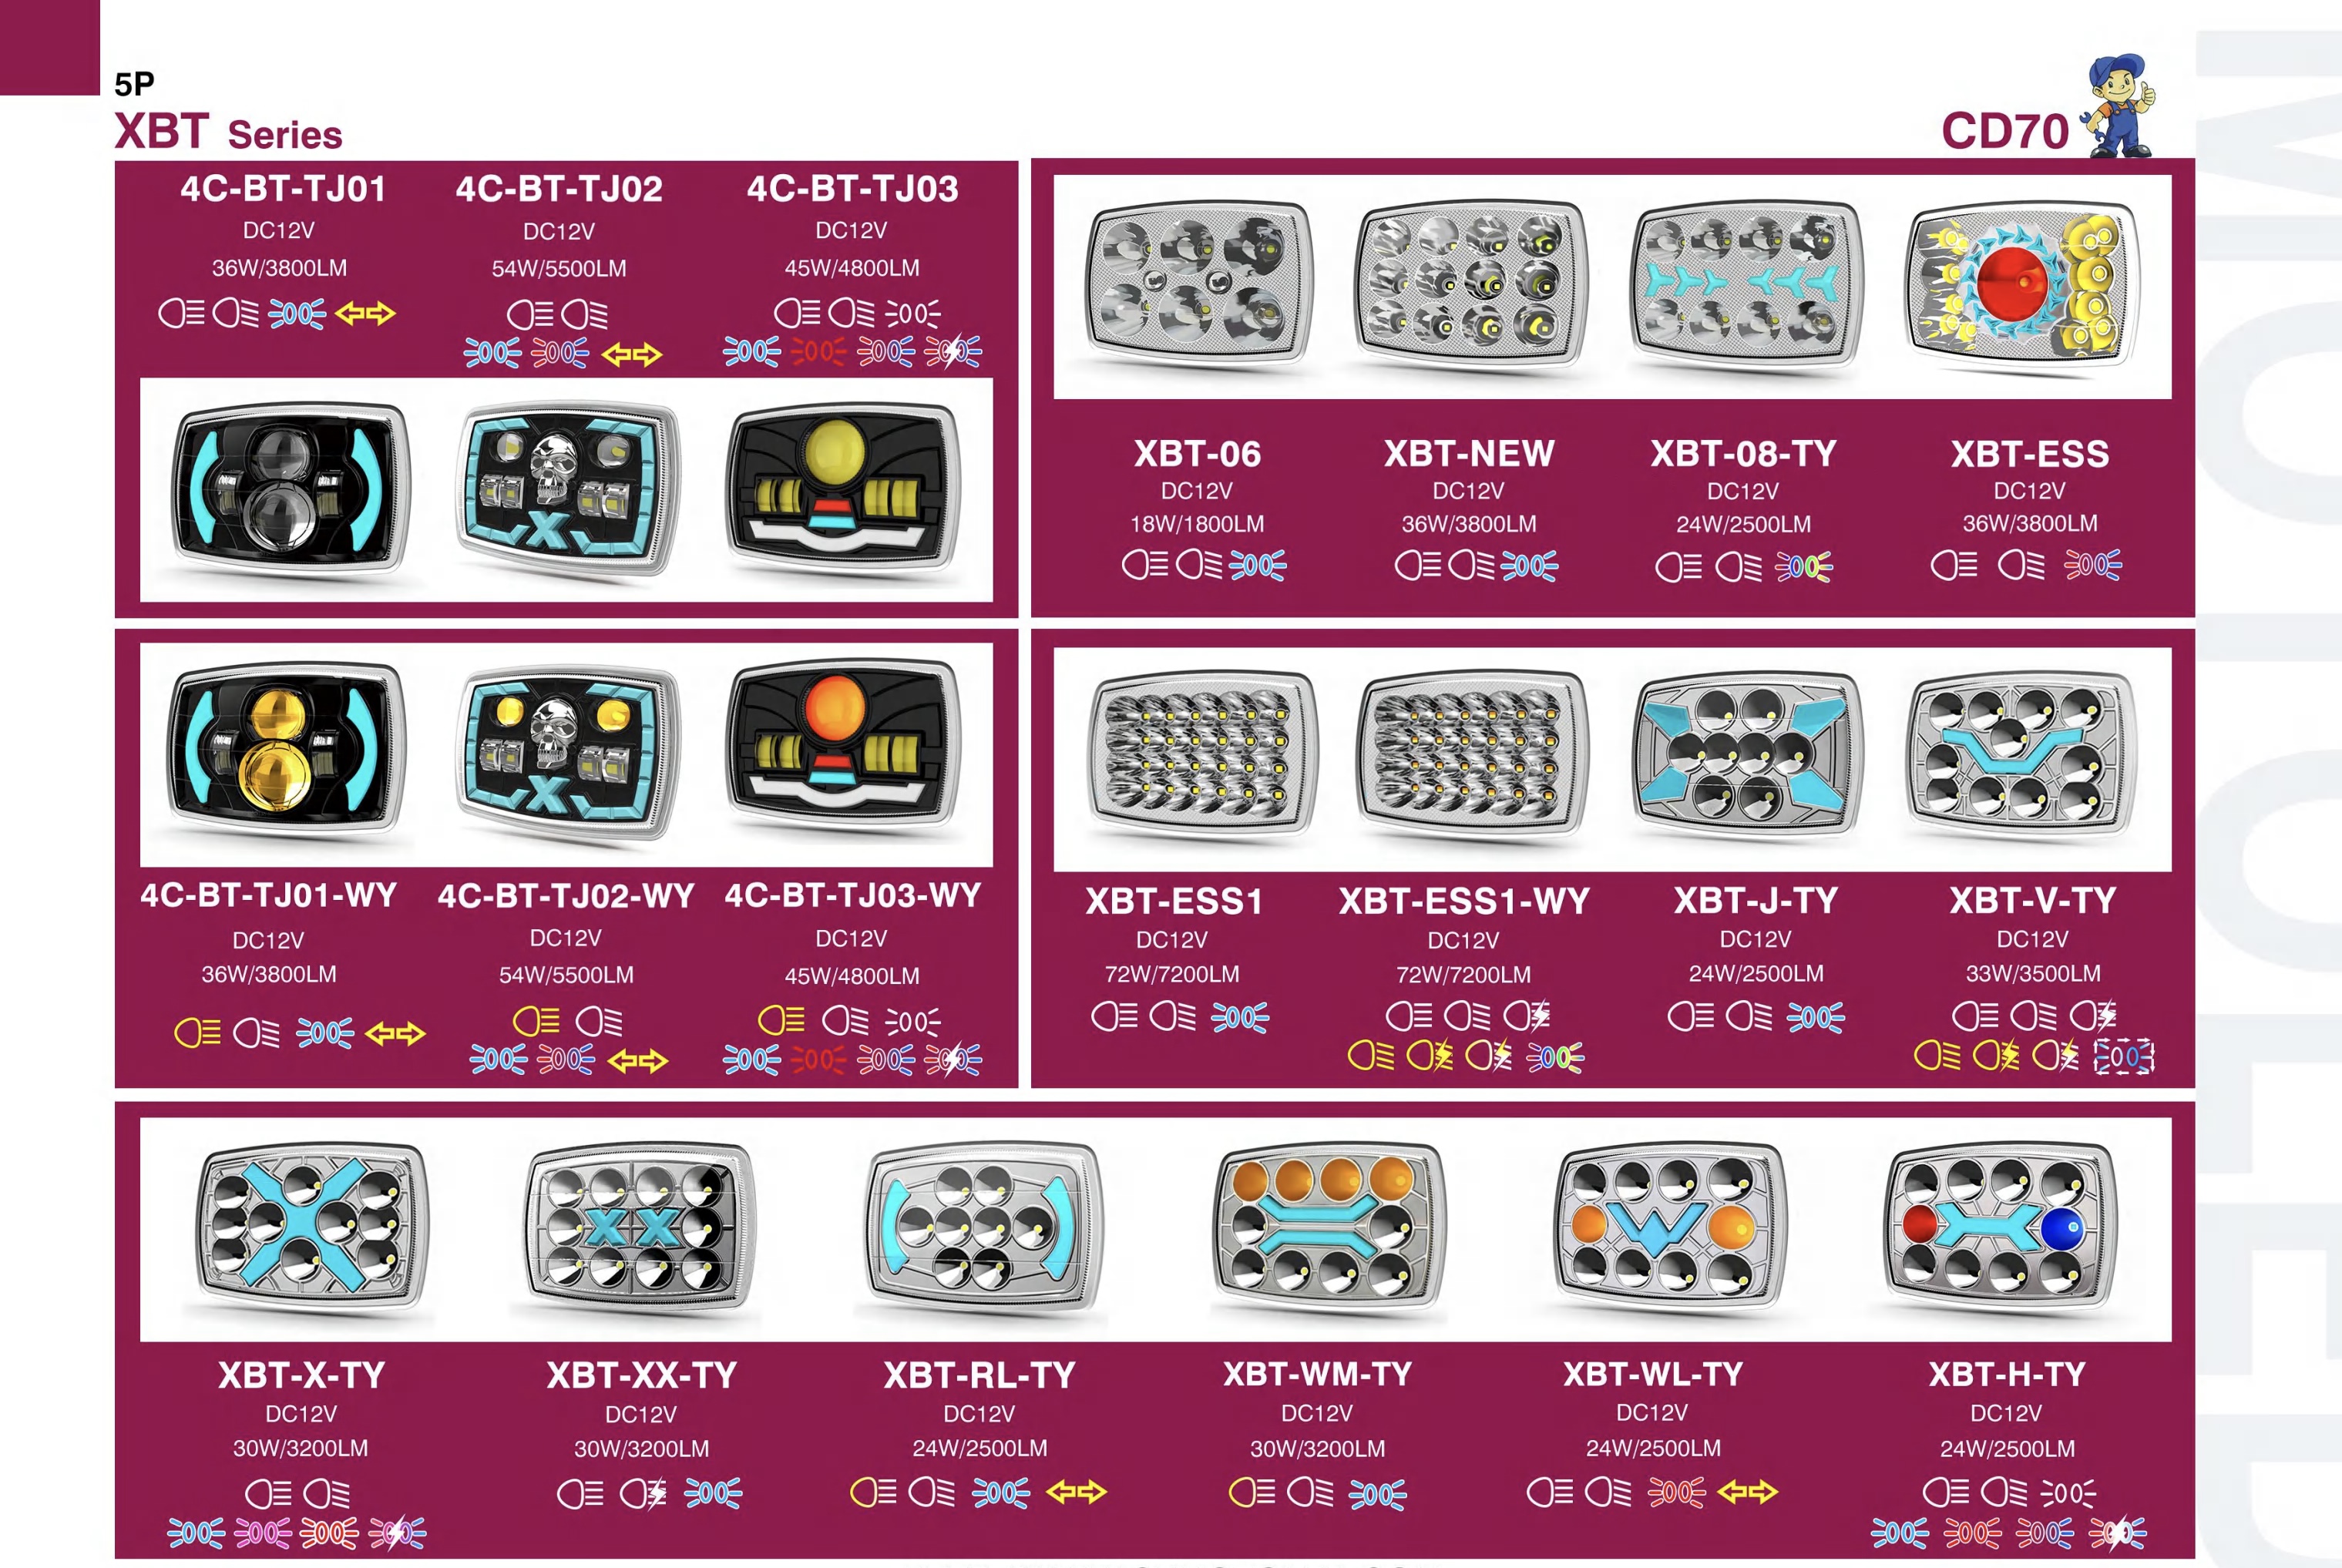 5P
XBT Series
CD70
4C-BT-TJ01
DC12V
36W/3800LM
4C-BT-TJ02
DC12V
54W/5500LM
4C-BT-TJ03
DC12V
45W/4800LM
XBT-06
DC12V
18W/1800LM
XBT-NEW
DC12V
36W/3800LM
XBT-08-TY
DC12V
24W/2500LM
XBT-ESS
DC12V
36W/3800LM
4C-BT-TJ01-WY
DC12V
36W/3800LM
4C-BT-TJ02-WY
DC12V
54W/5500LM
4C-BT-TJ03-WY
DC12V
45W/4800LM
XBT-ESS1
DC12V
72W/7200LM
XBT-ESS1-WY
DC12V
72W/7200LM
XBT-J-TY
DC12V
24W/2500LM
XBT-V-TY
DC12V
33W/3500LM
XBT-X-TY
DC12V
30W/3200LM
XBT-XX-TY
DC12V
30W/3200LM
XBT-RL-TY
DC12V
24W/2500LM
XBT-WM-TY
DC12V
30W/3200LM
XBT-WL-TY
DC12V
24W/2500LM
XBT-H-TY
DC12V
24W/2500LM